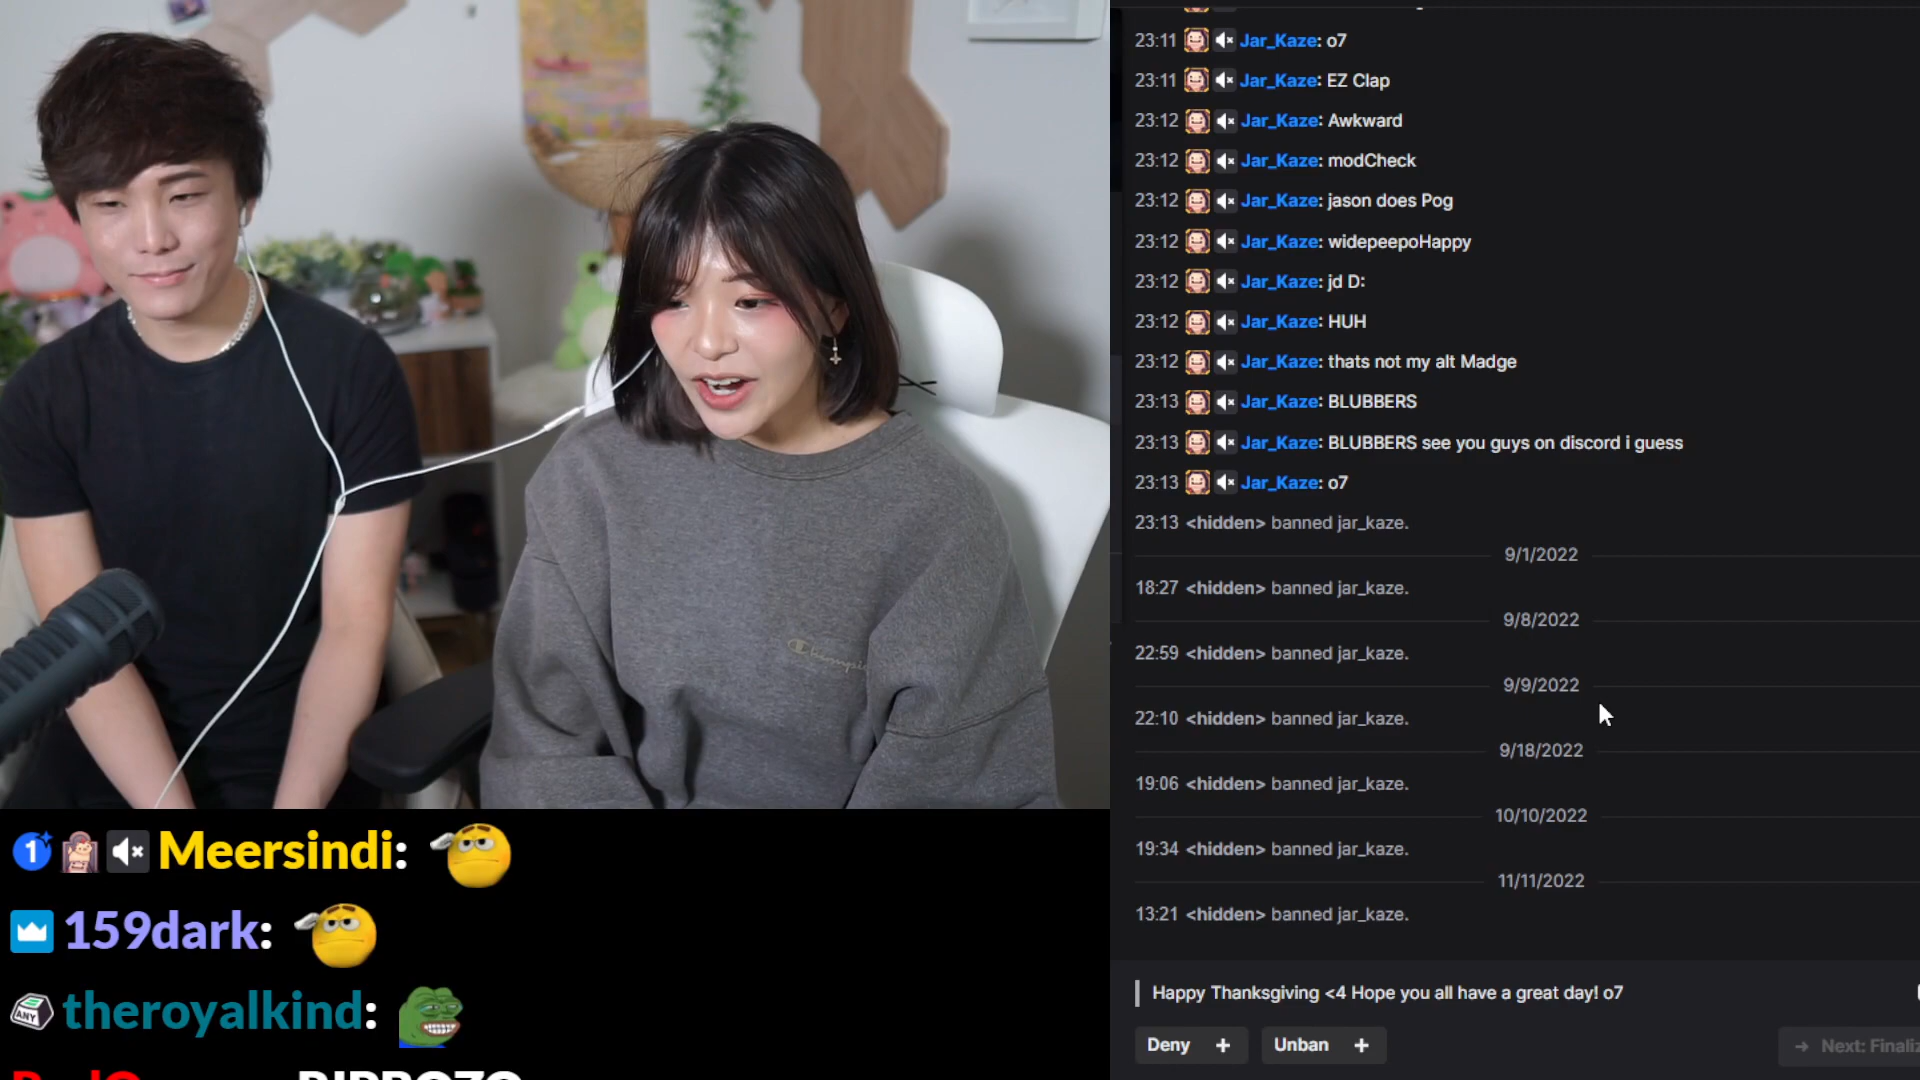 23:11 Jar_Kaze: o7
23:11 Jar_Kaze: EZ Clap
23:12 Jar_Kaze: Awkward
23:12 Jar_Kaze: modCheck
23:12 Jar_Kaze: jason does Pog
23:12 Jar_Kaze: widepeepoHappy
23:12 Jar_Kaze: jd D:
23:12 Jar_Kaze: HUH
23:12 Jar_Kaze: thats not my alt Madge
23:13 Jar_Kaze: BLUBBERS
23:13 Jar_Kaze: BLUBBERS see you guys on discord i guess
23:13 Jar_Kaze: o7
23:13 <hidden> banned jar_kaze.
9/1/2022
18:27 <hidden> banned jar_kaze.
9/8/2022
22:59 <hidden> banned jar_kaze.
9/9/2022
22:10 <hidden> banned jar_kaze.
9/18/2022
19:06 <hidden> banned jar_kaze.
10/10/2022
19:34 <hidden> banned jar_kaze.
11/11/2022
13:21 <hidden> banned jar_kaze.
Happy Thanksgiving <4 Hope you all have a great day! o7
Deny + Unban + → Next: Finaliz
Champion
1 Meersindi:
159dark:
ANY theroyalkind: